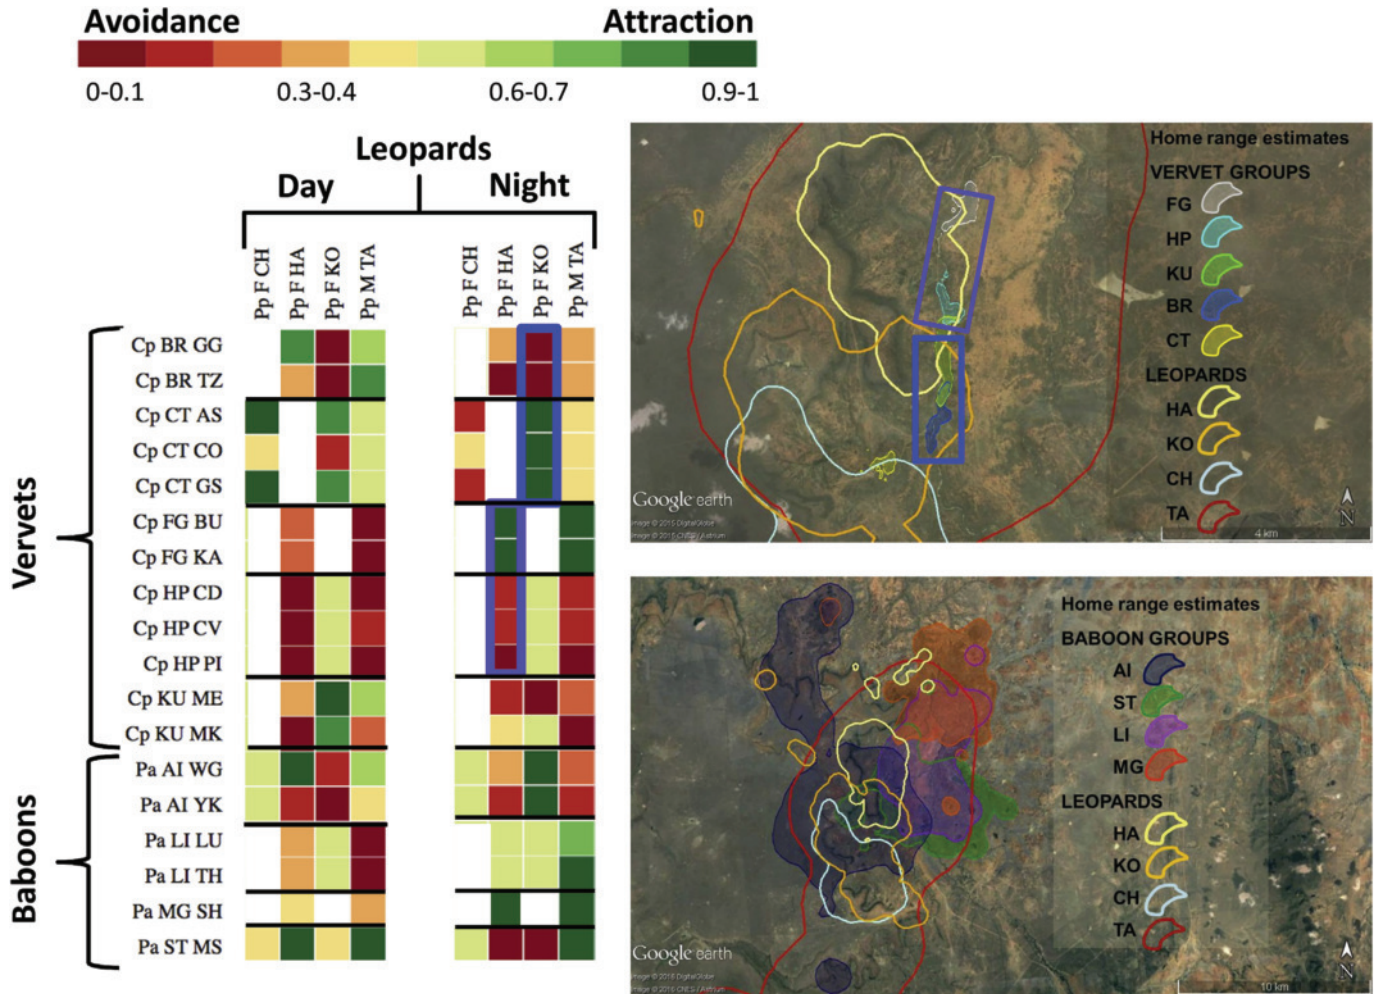 Avoidance Attraction
0-0.1 0.3-0.4 0.6-0.7 0.9-1
Leopards
Day Night
Pp F CH
Pp F HA
Pp F KO
Pp M TA
Pp F CH
Pp F HA
Pp F KO
Pp M TA
Vervets
Cp BR GG
Cp BR TZ
Cp CT AS
Cp CT CO
Cp CT GS
Cp FG BU
Cp FG KA
Cp HP CD
Cp HP CV
Cp HP PI
Cp KU ME
Cp KU MK
Baboons
Pa AI WG
Pa AI YK
Pa LI LU
Pa LI TH
Pa MG SH
Pa ST MS
Home range estimates
VERVET GROUPS
FG
HP
KU
BR
CT
LEOPARDS
HA
KO
CH
TA
Google earth
N
4 km
Home range estimates
BABOON GROUPS
AI
ST
LI
MG
LEOPARDS
HA
KO
CH
TA
Google earth
N
10 km